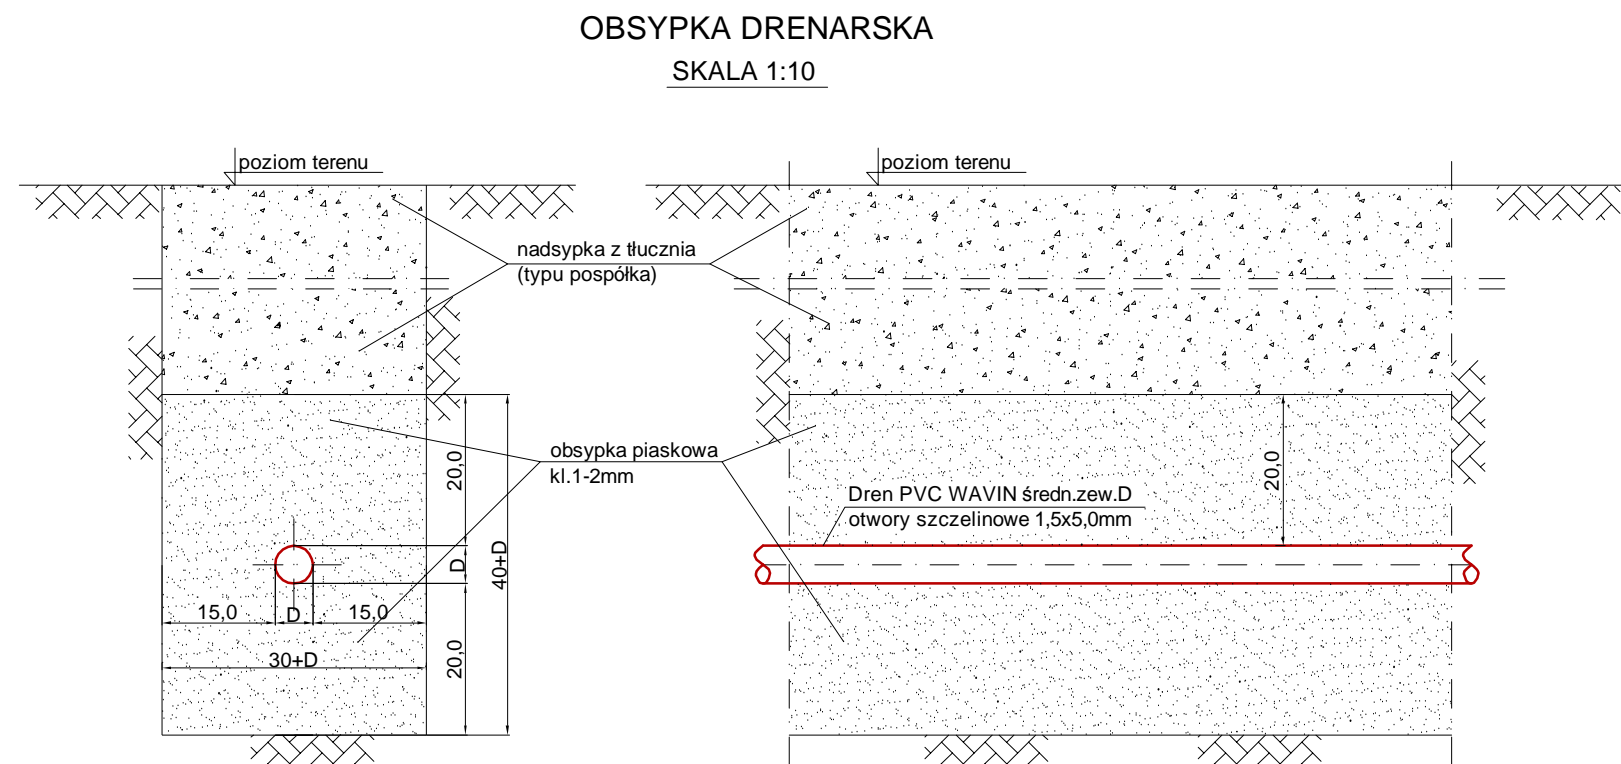 OBSYPKA DRENARSKA
SKALA 1:10
poziom terenu
poziom terenu
nadsypka z tłucznia
(typu pospółka)
obsypka piaskowa
kl.1-2mm
20,0
D
40+D
20,0
15,0
D
15,0
30+D
20,0
Dren PVC WAVIN średn.zew.D
otwory szczelinowe 1,5x5,0mm